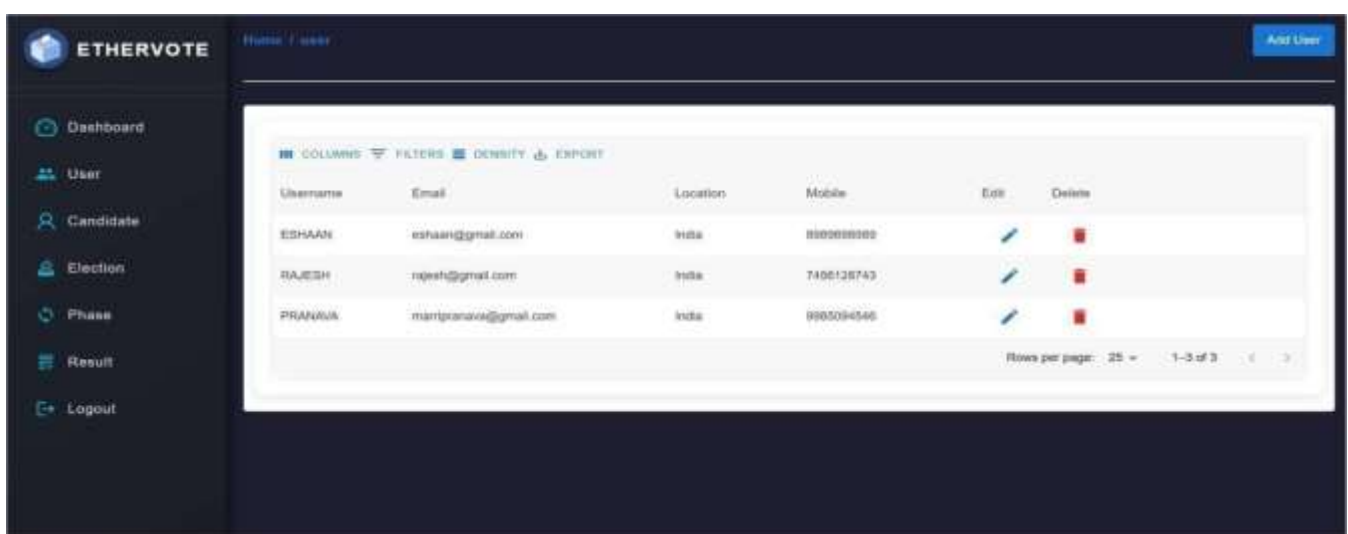 ETHERVOTE
Home / user
Add User
Dashboard
User
Candidate
Election
Phase
Result
Logout
COLUMNS FILTERS DENSITY EXPORT
Username Email Location Mobile Edit Delete
ESHAAN eshaan@gmail.com India
RAJESH rajesh@gmail.com India
PRANAVA marripranava@gmail.com India
Rows per page: 25 1–3 of 3